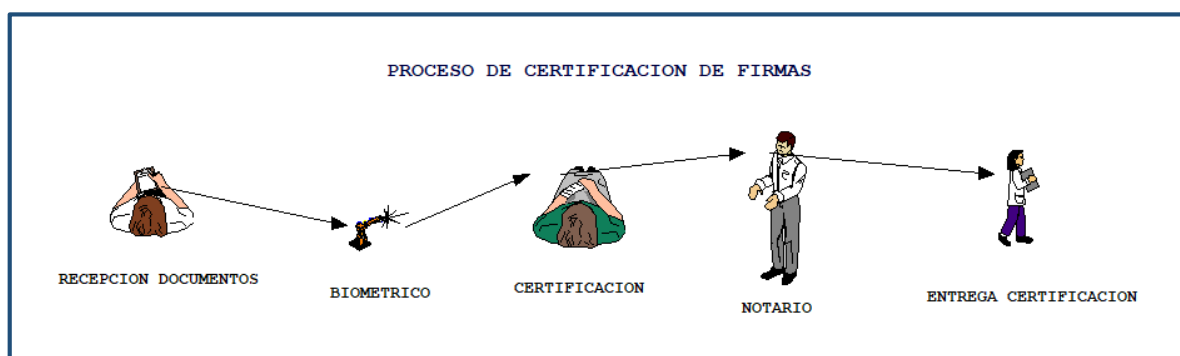 PROCESO DE CERTIFICACION DE FIRMAS
RECEPCION DOCUMENTOS
BIOMETRICO
CERTIFICACION
NOTARIO
ENTREGA CERTIFICACION